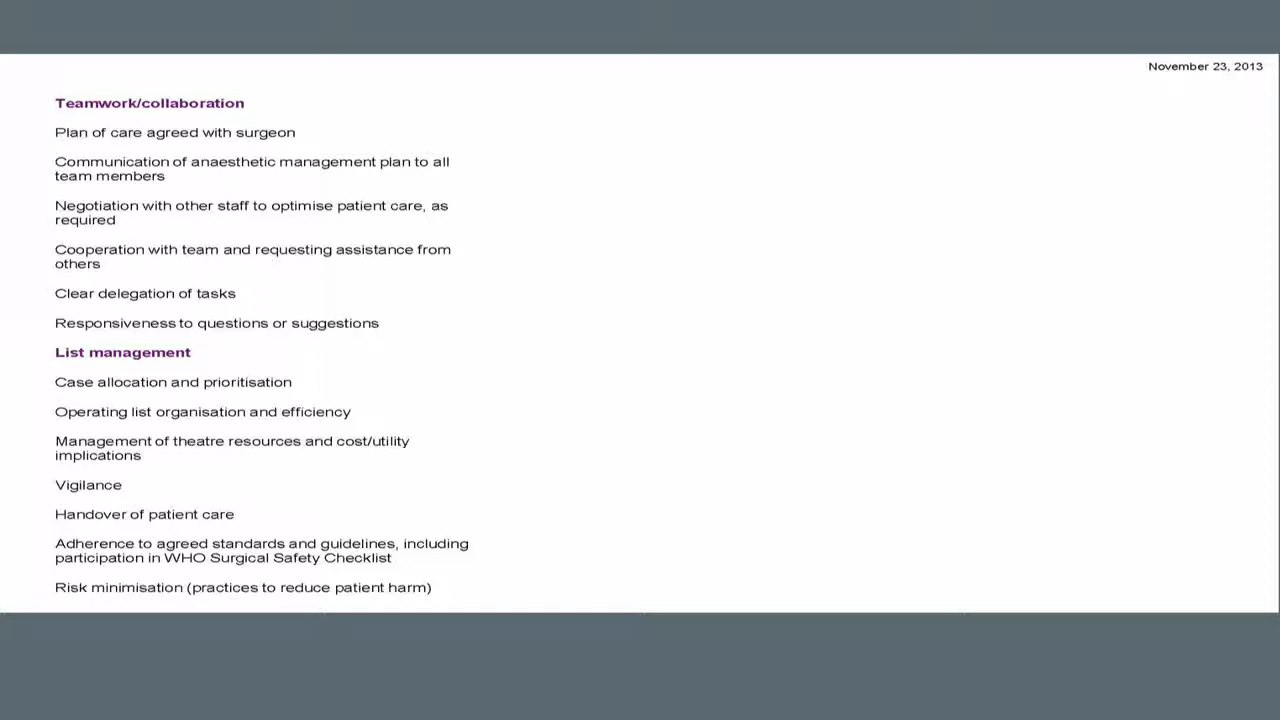 November 23, 2013
Teamwork/collaboration
Plan of care agreed with surgeon
Communication of anaesthetic management plan to all
team members
Negotiation with other staff to optimise patient care, as
required
Cooperation with team and requesting assistance from
others
Clear delegation of tasks
Responsiveness to questions or suggestions
List management
Case allocation and prioritisation
Operating list organisation and efficiency
Management of theatre resources and cost/utility
implications
Vigilance
Handover of patient care
Adherence to agreed standards and guidelines, including
participation in WHO Surgical Safety Checklist
Risk minimisation (practices to reduce patient harm)